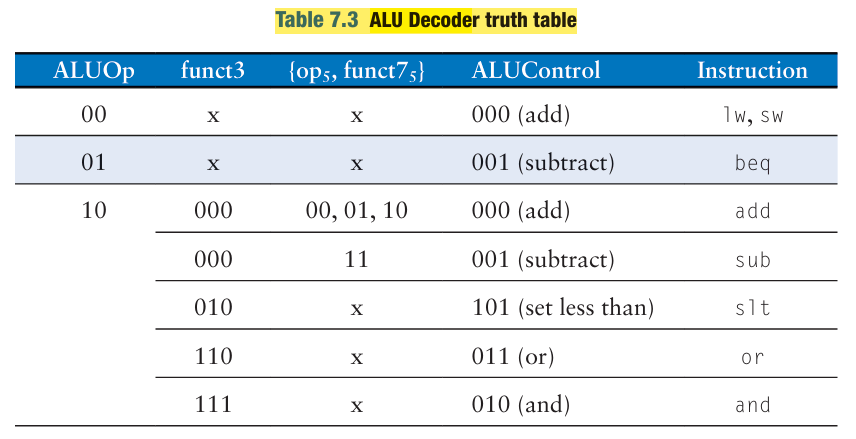 Table 7.3 ALU Decoder truth table
ALUOp funct3 {op₅, funct7₅} ALUControl Instruction
00 x x 000 (add) lw, sw
01 x x 001 (subtract) beq
10 000 00, 01, 10 000 (add) add
000 11 001 (subtract) sub
010 x 101 (set less than) slt
110 x 011 (or) or
111 x 010 (and) and